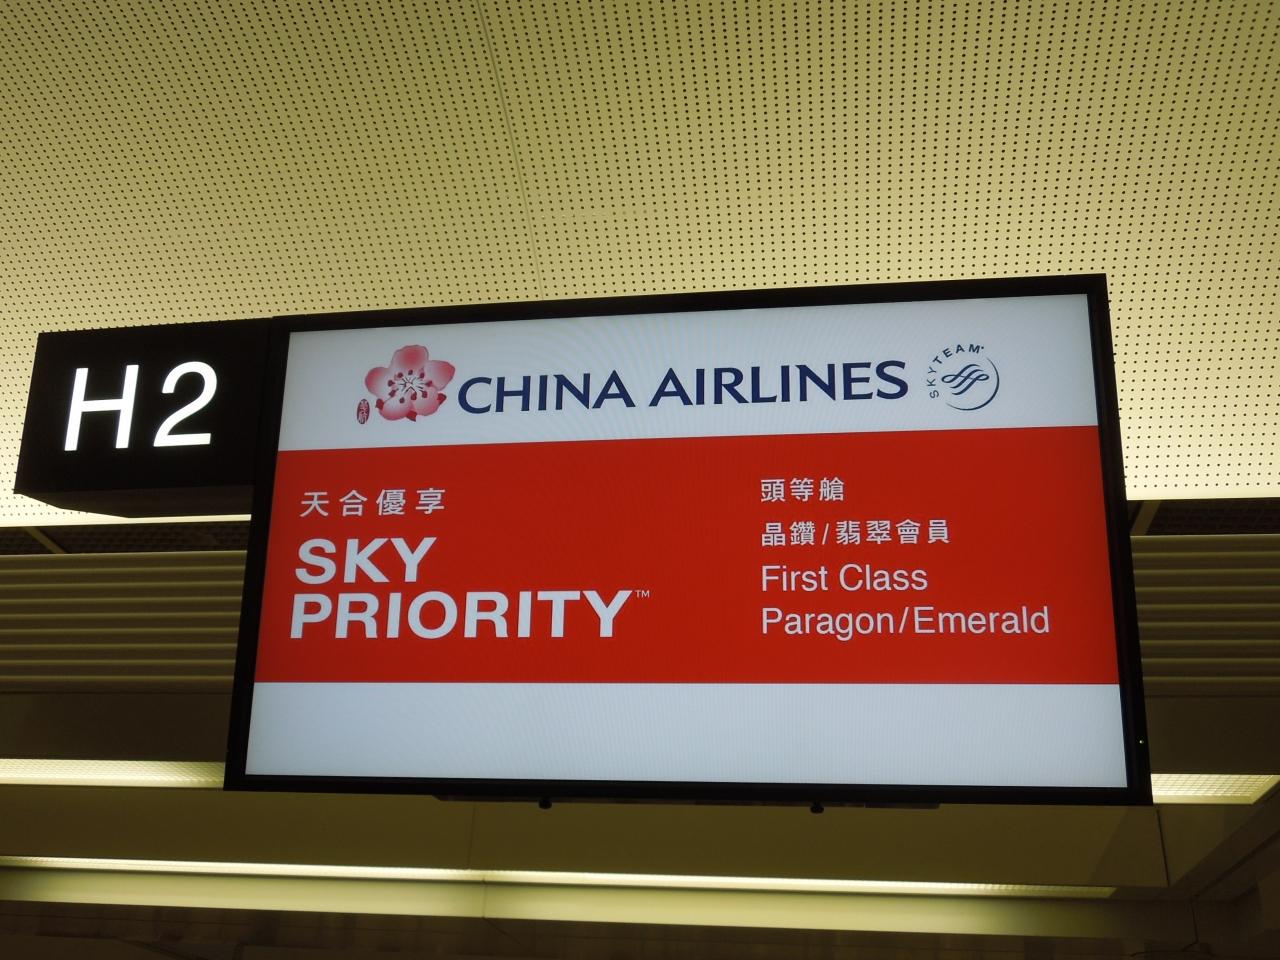 H2
CHINA AIRLINES
SKYTEAM
天合優享
SKY
PRIORITY™
頭等艙
晶鑽/翡翠會員
First Class
Paragon/Emerald